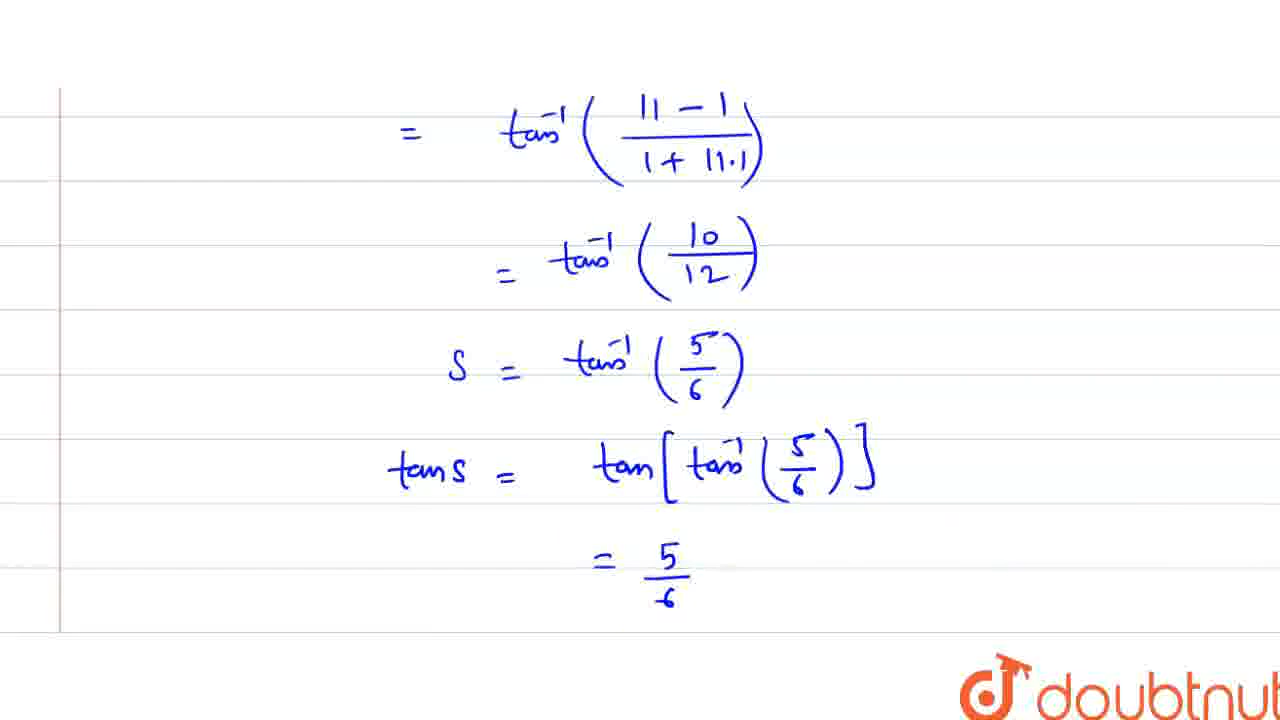 = tan⁻¹ ( (11 - 1) / (1 + 11.1) )
= tan⁻¹ ( 10 / 12 )
S = tan⁻¹ ( 5 / 6 )
tan S = tan [ tan⁻¹ ( 5 / 6 ) ]
= 5 / 6
doubtnut